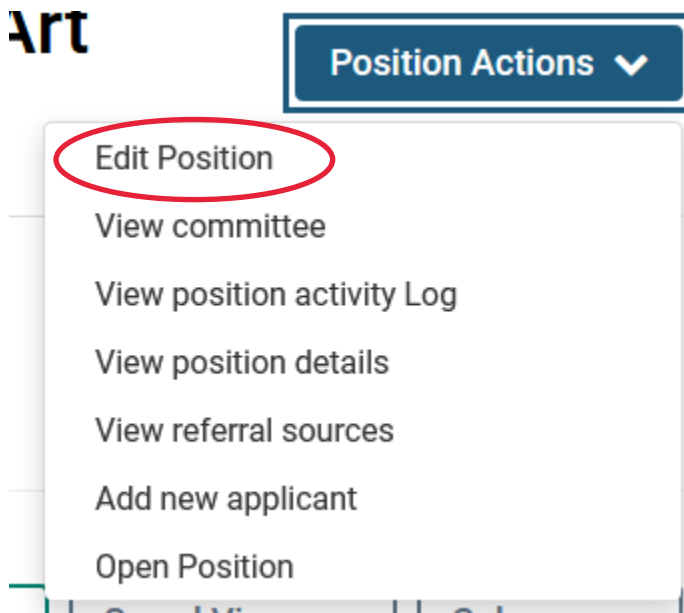 Art
Position Actions
Edit Position
View committee
View position activity Log
View position details
View referral sources
Add new applicant
Open Position